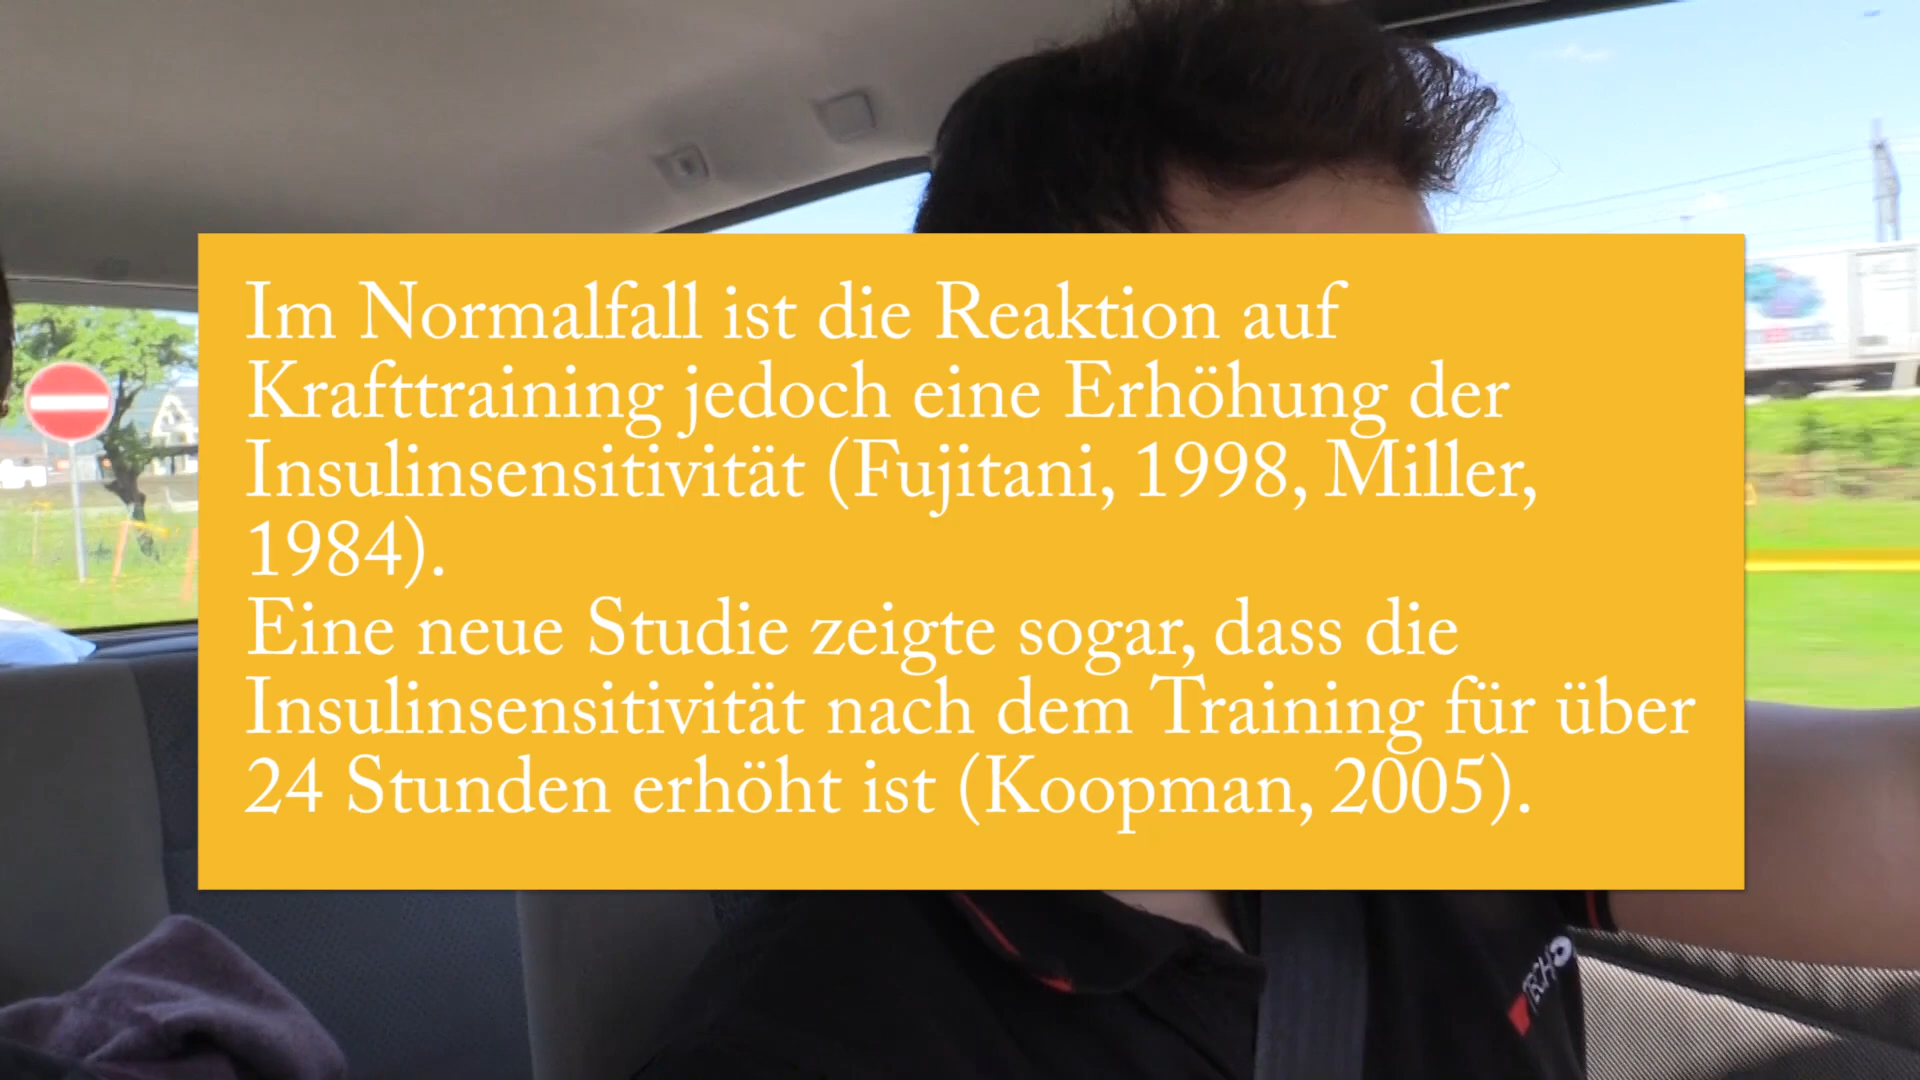 Im Normalfall ist die Reaktion auf
Krafttraining jedoch eine Erhöhung der
Insulinsensitivität (Fujitani, 1998, Miller,
1984).
Eine neue Studie zeigte sogar, dass die
Insulinsensitivität nach dem Training für über
24 Stunden erhöht ist (Koopman, 2005).